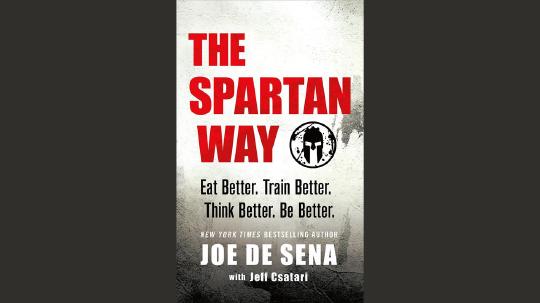 THE
SPARTAN
WAY
Eat Better. Train Better.
Think Better. Be Better.
NEW YORK TIMES BESTSELLING AUTHOR
JOE DE SENA
with Jeff Csatari